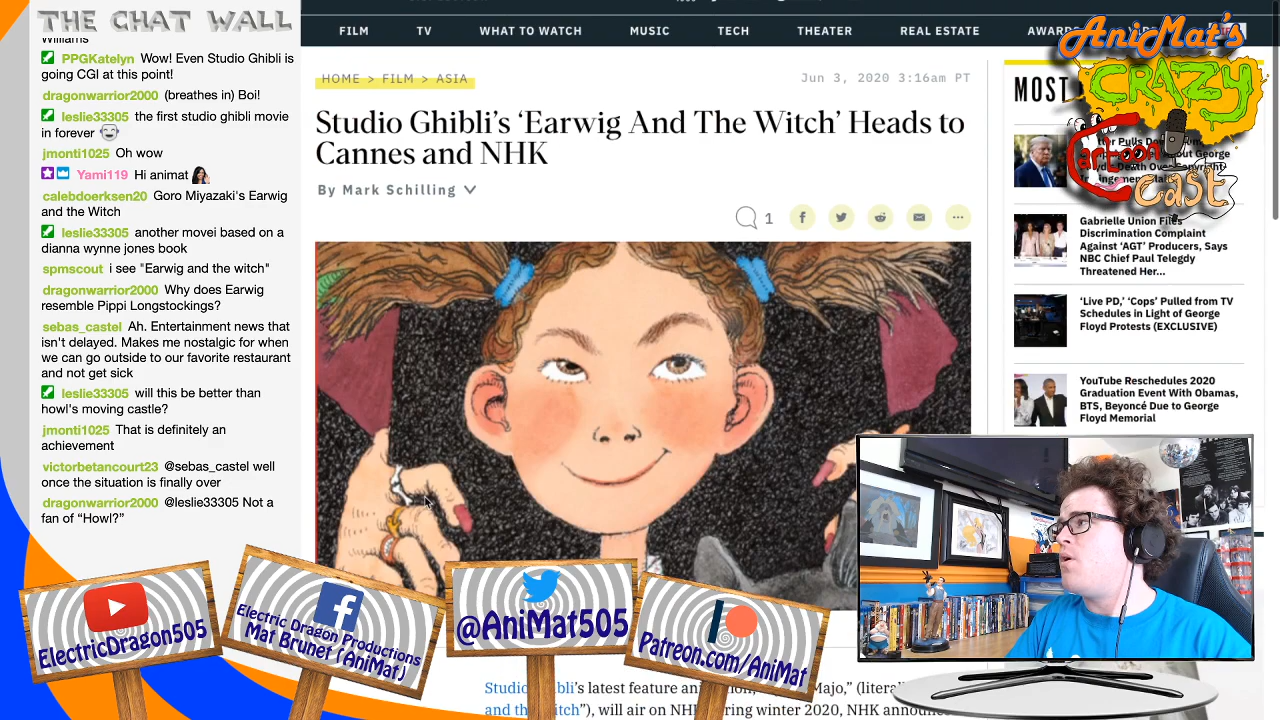 THE CHAT WALL
Williams
PPGKatelyn Wow! Even Studio Ghibli is
going CGI at this point!
dragonwarrior2000 (breathes in) Boi!
leslie33305 the first studio ghibli movie
in forever
jmonti1025 Oh wow
Yami119 Hi animat
calebdoerksen20 Goro Miyazaki's Earwig
and the Witch
leslie33305 another movei based on a
dianna wynne jones book
spmscout i see "Earwig and the witch"
dragonwarrior2000 Why does Earwig
resemble Pippi Longstockings?
sebas_castel Ah. Entertainment news that
isn't delayed. Makes me nostalgic for when
we can go outside to our favorite restaurant
and not get sick
leslie33305 will this be better than
howl's moving castle?
jmonti1025 That is definitely an
achievement
victorbetancourt23 @sebas_castel well
once the situation is finally over
dragonwarrior2000 @leslie33305 Not a
fan of “Howl?”
FILM TV WHAT TO WATCH MUSIC TECH THEATER REAL ESTATE AWARDS
HOME > FILM > ASIA
Jun 3, 2020 3:16am PT
Studio Ghibli’s ‘Earwig And The Witch’ Heads to
Cannes and NHK
By Mark Schilling
1
MOST
AniMat's
CRAZY
Cartoon
Cast
Gabrielle Union Files
Discrimination Complaint
Against ‘AGT’ Producers, Says
NBC Chief Paul Telegdy
Threatened Her...
‘Live PD,’ ‘Cops’ Pulled from TV
Schedules in Light of George
Floyd Protests (EXCLUSIVE)
YouTube Reschedules 2020
Graduation Event With Obamas,
BTS, Beyoncé Due to George
Floyd Memorial
ElectricDragon505
Electric Dragon Productions
Mat Brunet (AniMat)
@AniMat505
Patreon.com/AniMat
’s latest feature Majo,” (
and the ”), will air on NHK winter 2020, NHK